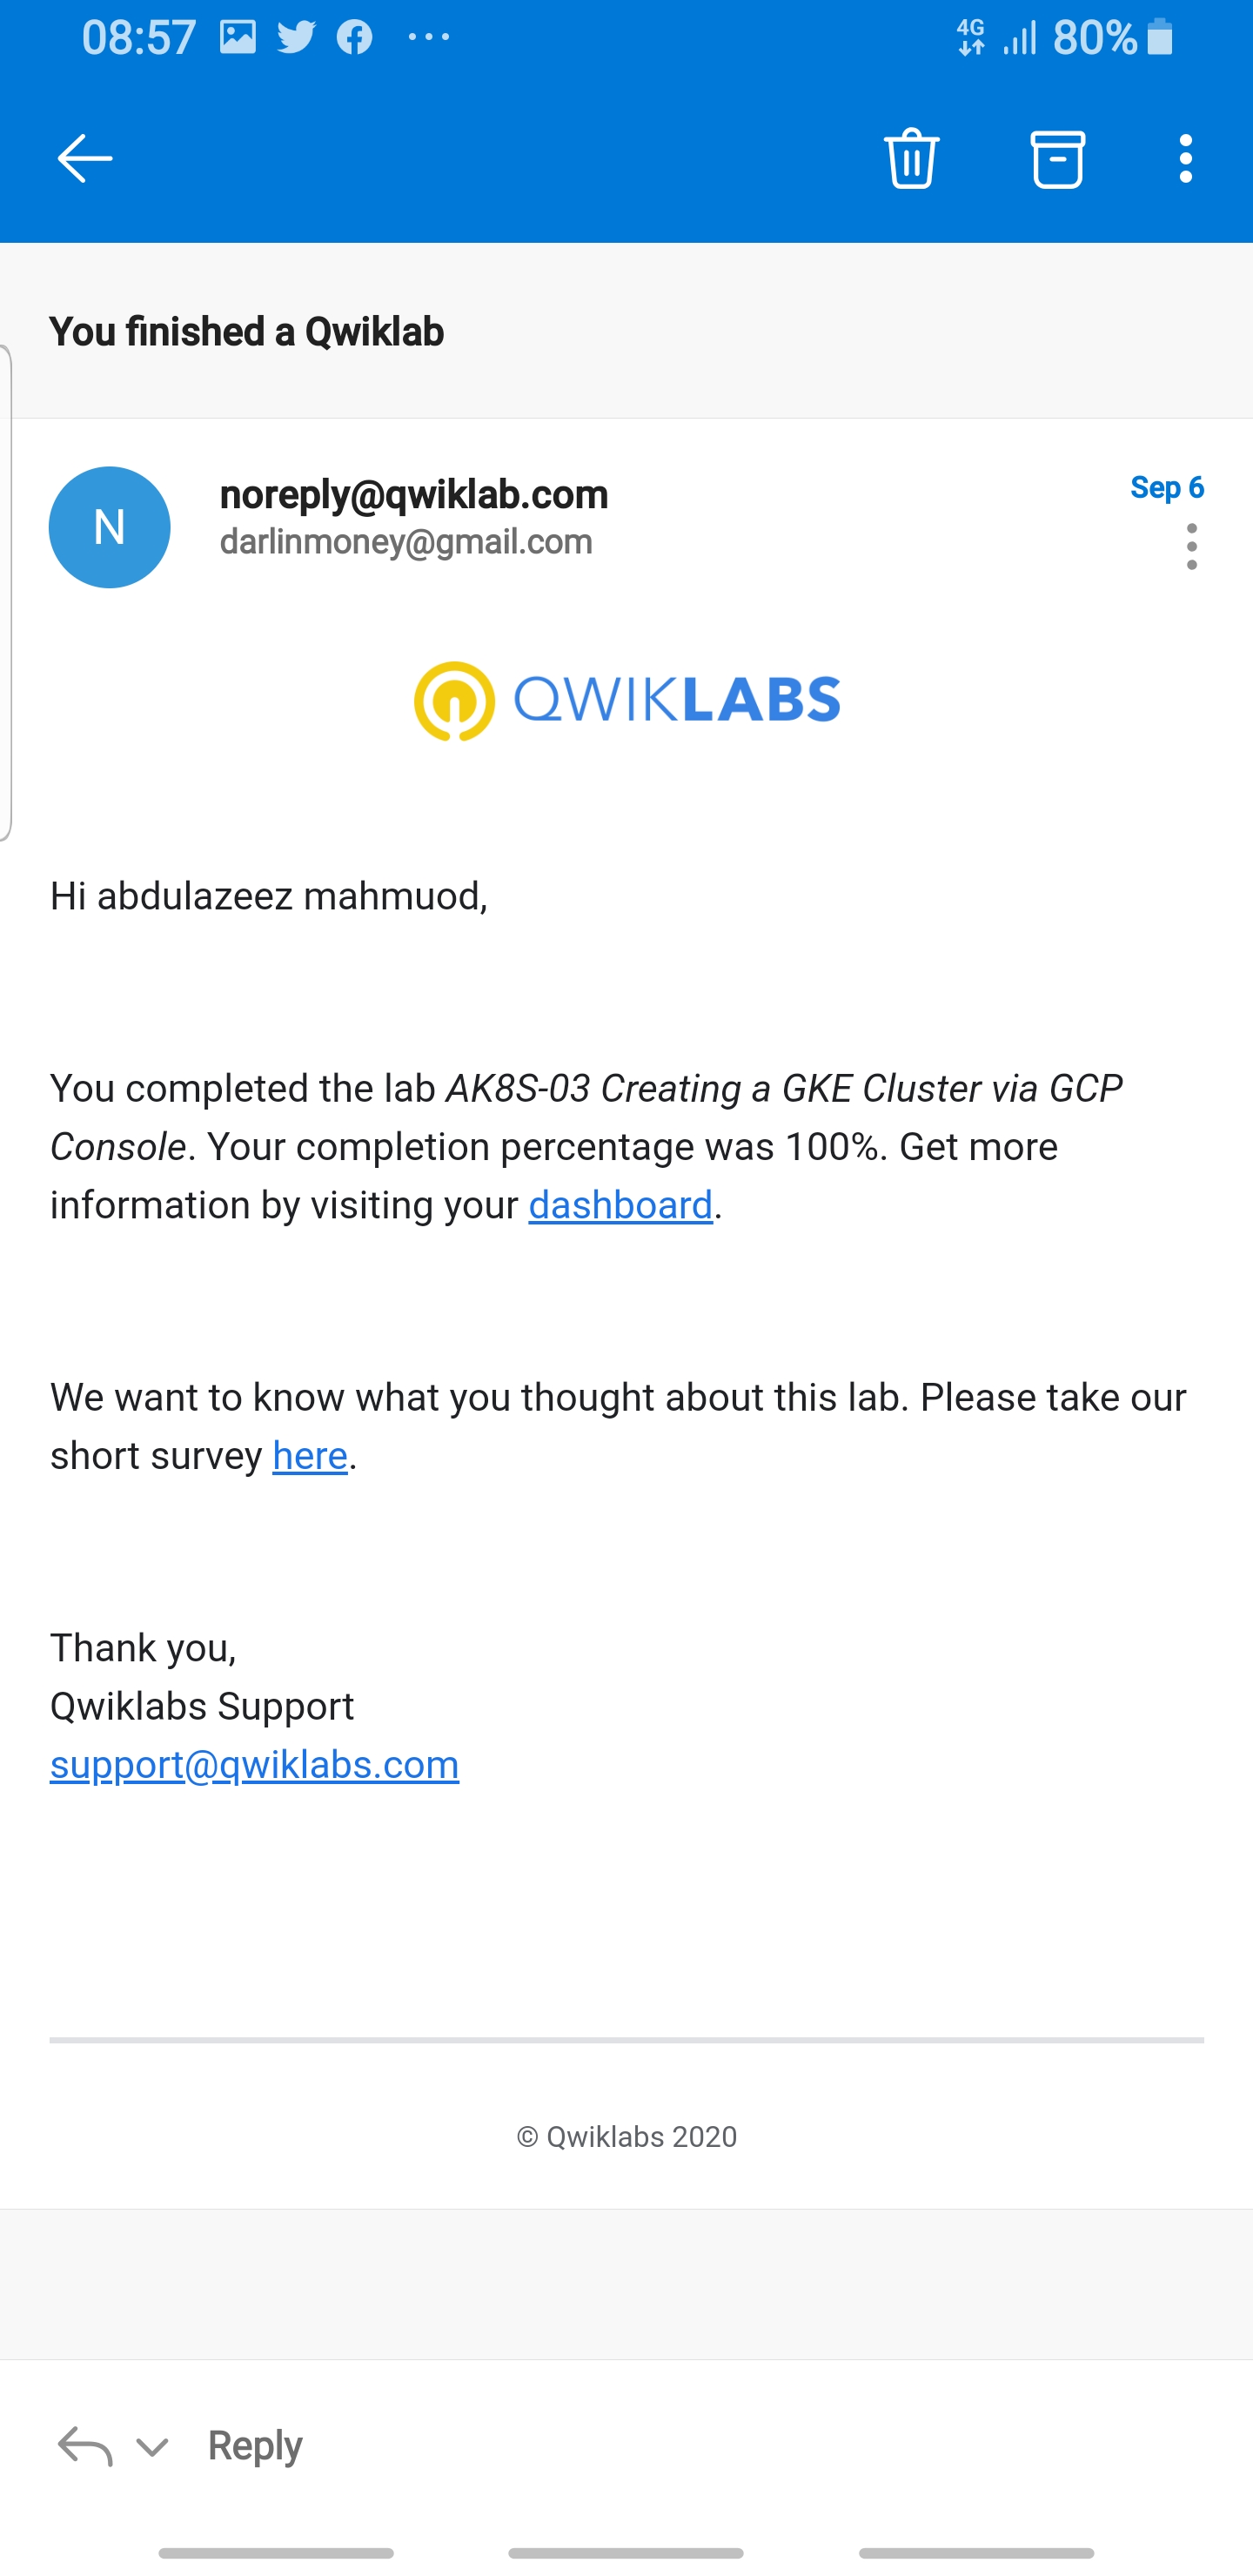 08:57 4G 80%
You finished a Qwiklab
N
noreply@qwiklab.com
Sep 6
darlinmoney@gmail.com
QWIKLABS
Hi abdulazeez mahmuod,
You completed the lab AK8S-03 Creating a GKE Cluster via GCP
Console. Your completion percentage was 100%. Get more
information by visiting your dashboard.
We want to know what you thought about this lab. Please take our
short survey here.
Thank you,
Qwiklabs Support
support@qwiklabs.com
© Qwiklabs 2020
Reply